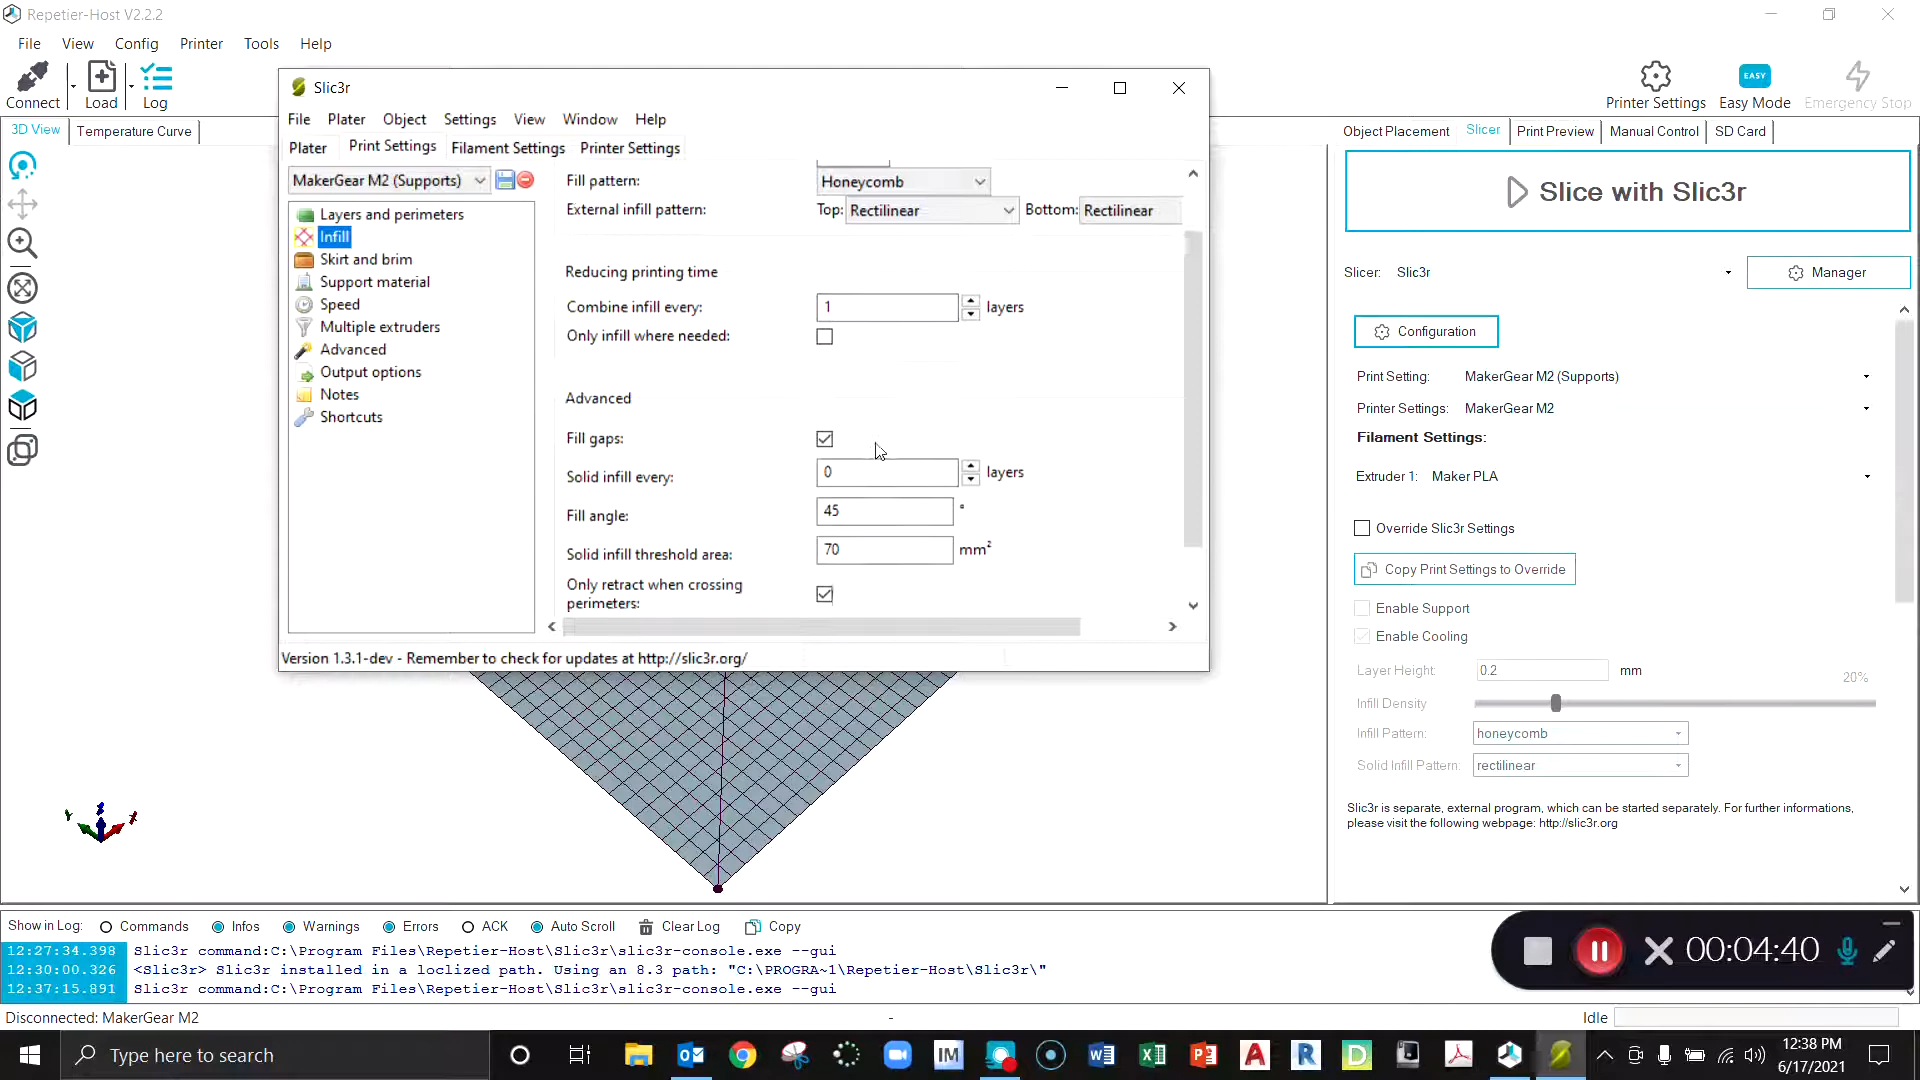 Repetier-Host V2.2.2
File View Config Printer Tools Help
Connect Load Log
Printer Settings EASY Easy Mode Emergency Stop
3D View Temperature Curve
Slic3r
File Plater Object Settings View Window Help
Plater Print Settings Filament Settings Printer Settings
MakerGear M2 (Supports)
Layers and perimeters
Infill
Skirt and brim
Support material
Speed
Multiple extruders
Advanced
Output options
Notes
Shortcuts
Fill pattern: Honeycomb
External infill pattern: Top: Rectilinear Bottom: Rectilinear
Reducing printing time
Combine infill every: 1 layers
Only infill where needed:
Advanced
Fill gaps:
Solid infill every: 0 layers
Fill angle: 45 °
Solid infill threshold area: 70 mm²
Only retract when crossing
perimeters:
Version 1.3.1-dev - Remember to check for updates at http://slic3r.org/
Object Placement Slicer Print Preview Manual Control SD Card
Slice with Slic3r
Slicer: Slic3r Manager
Configuration
Print Setting: MakerGear M2 (Supports)
Printer Settings: MakerGear M2
Filament Settings:
Extruder 1: Maker PLA
Override Slic3r Settings
Copy Print Settings to Override
Enable Support
Enable Cooling
Layer Height: 0.2 mm
20%
Infill Density
Infill Pattern: honeycomb
Solid Infill Pattern: rectilinear
Slic3r is separate, external program, which can be started separately. For further informations,
please visit the following webpage: http://slic3r.org
Show in Log: Commands Infos Warnings Errors ACK Auto Scroll Clear Log Copy
12:27:34.398 Slic3r command:C:\Program Files\Repetier-Host\Slic3r\slic3r-console.exe --gui
12:30:00.326 <Slic3r> Slic3r installed in a loclized path. Using an 8.3 path: "C:\PROGRA~1\Repetier-Host\Slic3r\"
12:37:15.891 Slic3r command:C:\Program Files\Repetier-Host\Slic3r\slic3r-console.exe --gui
00:04:40
Disconnected: MakerGear M2 - Idle
Type here to search
IM
12:38 PM
6/17/2021